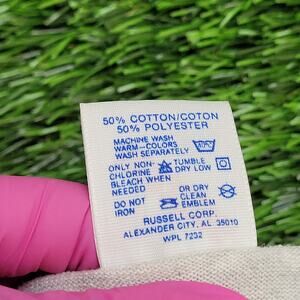 50% COTTON/COTON
50% POLYESTER
MACHINE WASH
WARM-COLORS
WASH SEPARATELY
ONLY NON- TUMBLE
CHLORINE DRY LOW
BLEACH WHEN
NEEDED
DO NOT OR DRY
IRON CLEAN
EMBLEM
RUSSELL CORP.
ALEXANDER CITY, AL 35010
WPL 7232